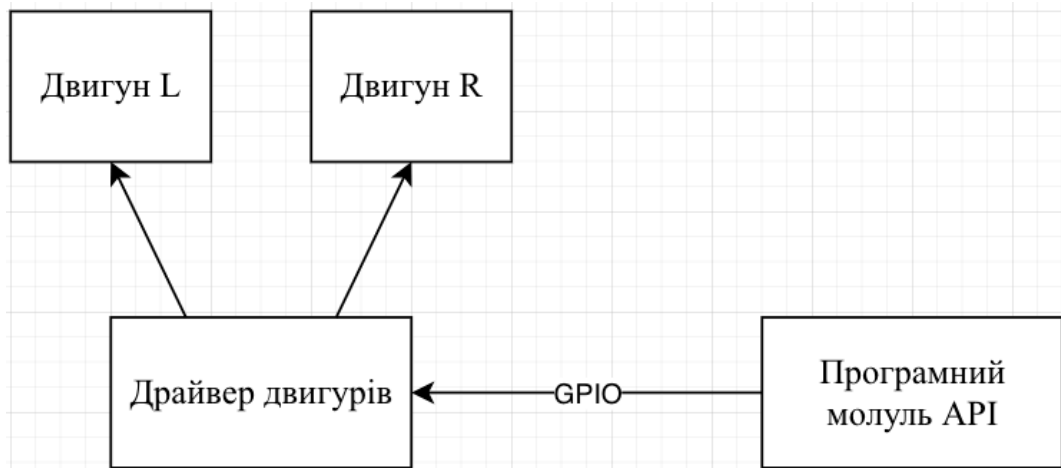 Двигун L
Двигун R
Драйвер двигурів
GPIO
Програмний
молуль API